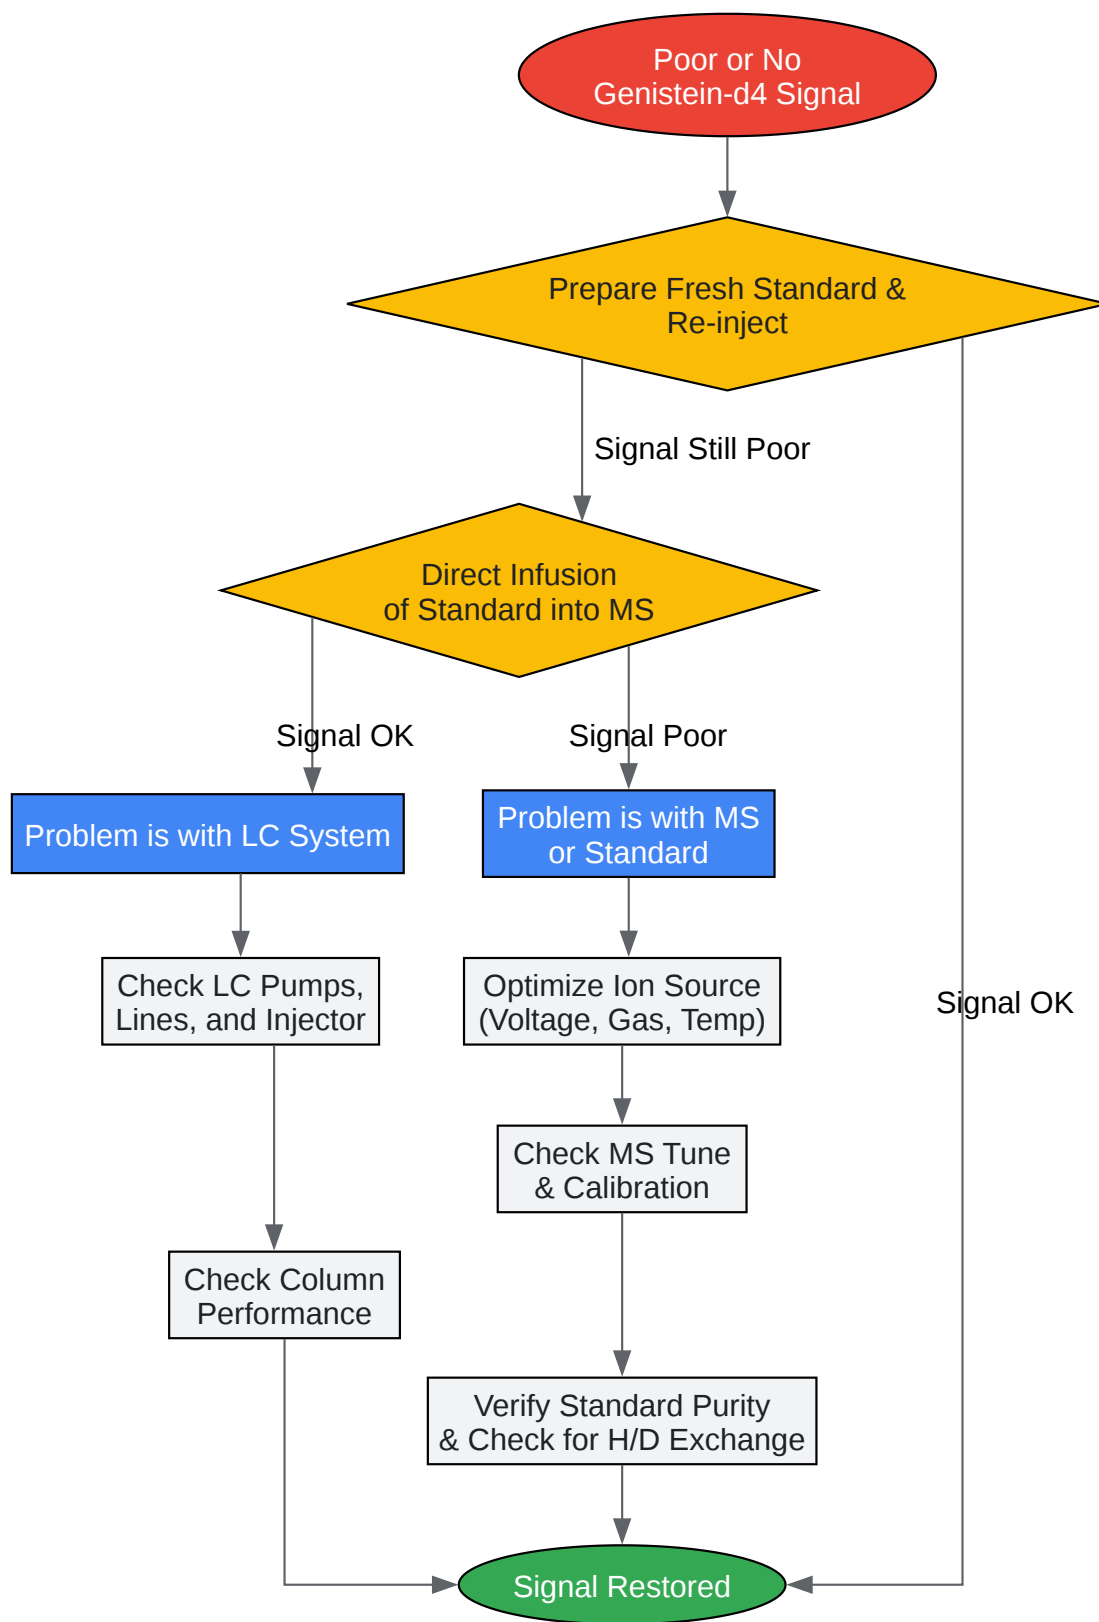 Poor or No
Genistein-d4 Signal
Prepare Fresh Standard &
Re-inject
Signal Still Poor
Direct Infusion
of Standard into MS
Signal OK
Signal Poor
Problem is with LC System
Problem is with MS
or Standard
Check LC Pumps,
Lines, and Injector
Optimize Ion Source
(Voltage, Gas, Temp)
Signal OK
Check MS Tune
& Calibration
Check Column
Performance
Verify Standard Purity
& Check for H/D Exchange
Signal Restored